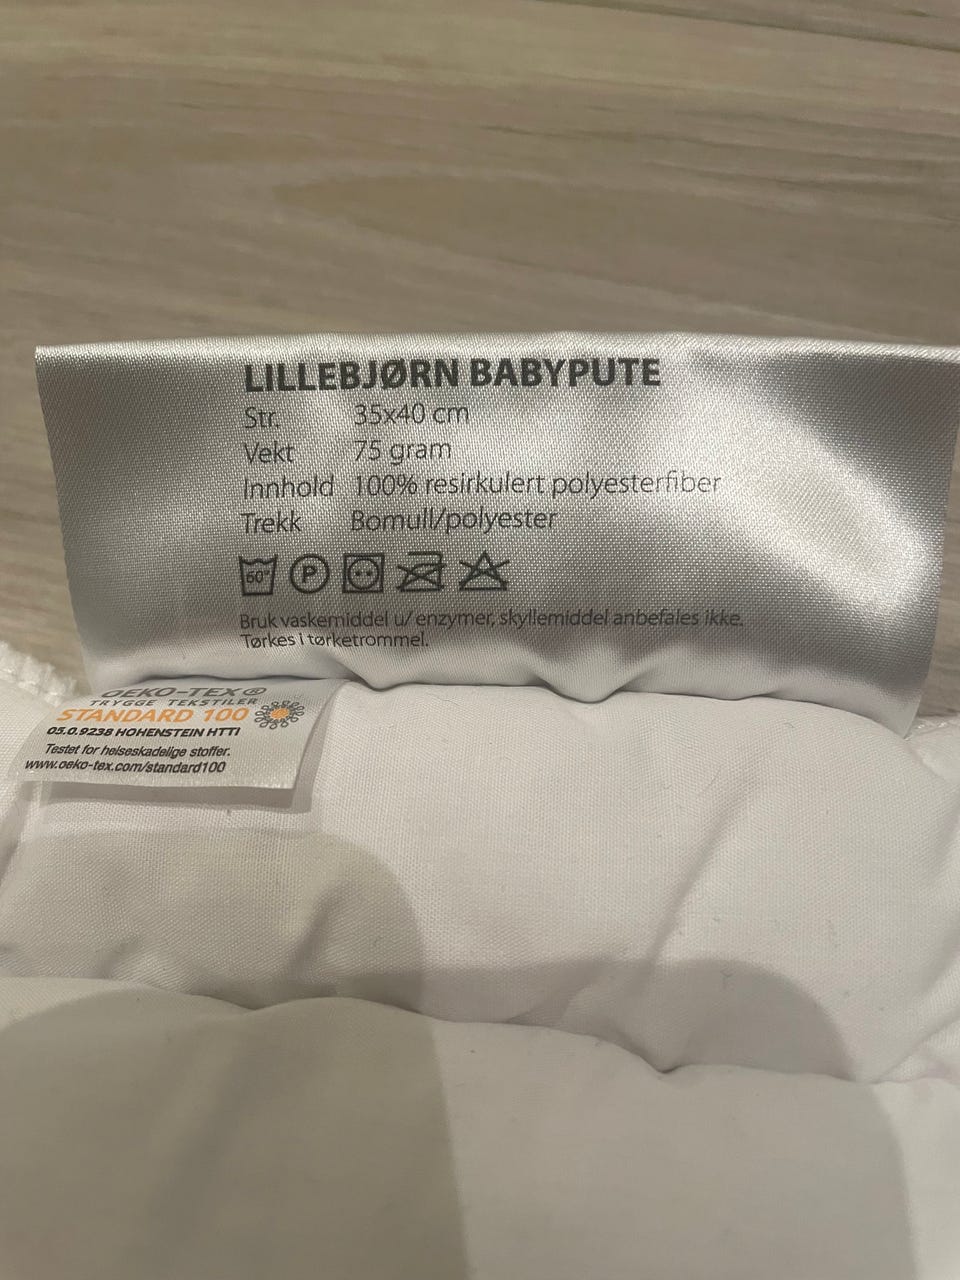 LILLEBJØRN BABYPUTE
Str. 35x40 cm
Vekt 75 gram
Innhold 100% resirkulert polyesterfiber
Trekk Bomull/polyester
60° P
Bruk vaskemiddel u/ enzymer, skyllemiddel anbefales ikke.
Tørkes i tørketrommel.
OEKO-TEX®
TRYGGE TEKSTILER
STANDARD 100
05.0.9238 HOHENSTEIN HTTI
Testet for helseskadelige stoffer.
www.oeko-tex.com/standard100